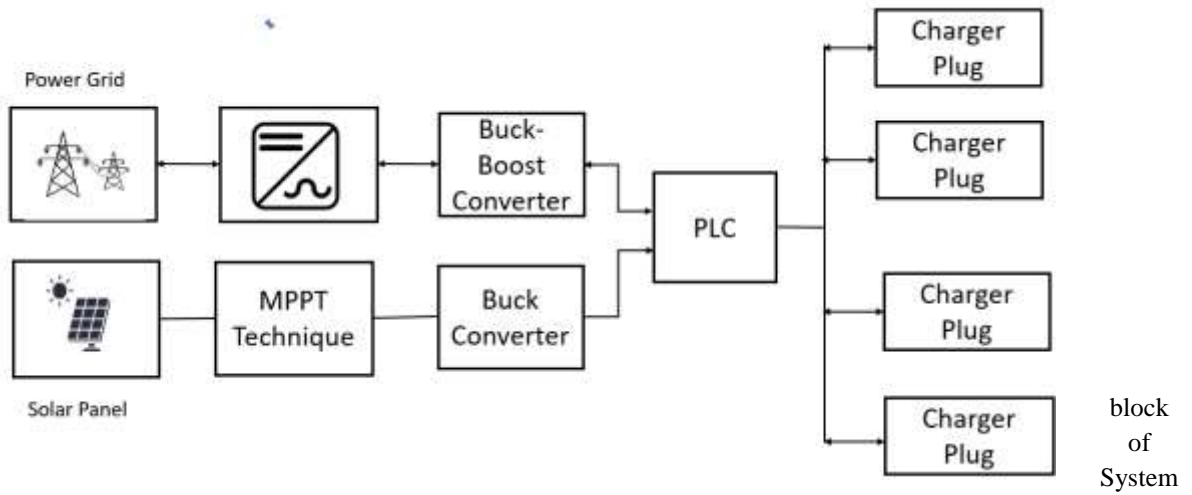 Power Grid
Buck-
Boost
Converter
PLC
Charger
Plug
Charger
Plug
Solar Panel
MPPT
Technique
Buck
Converter
Charger
Plug
Charger
Plug
block
of
System